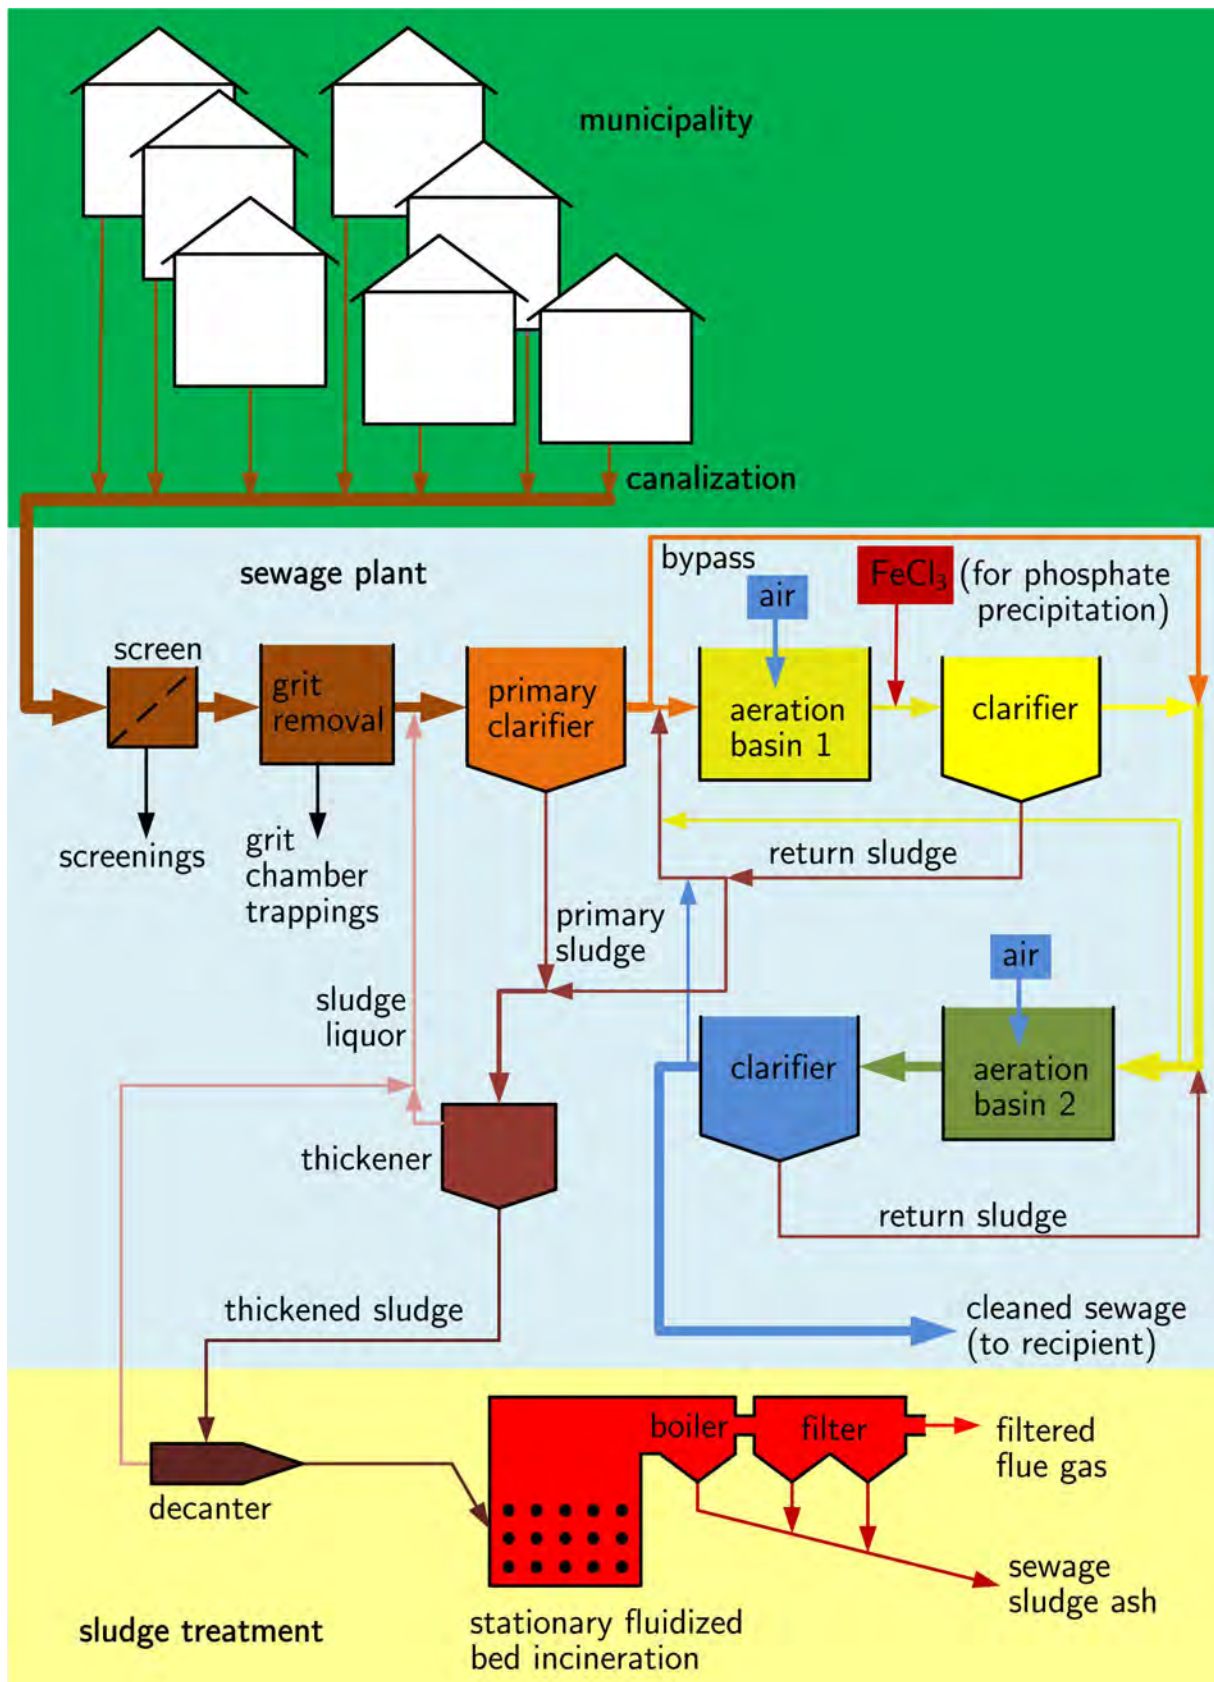 municipality
canalization
sewage plant
bypass
air
FeCl₃
(for phosphate
precipitation)
screen
grit
removal
primary
clarifier
aeration
basin 1
clarifier
screenings
grit
chamber
trappings
return sludge
primary
sludge
air
sludge
liquor
clarifier
aeration
basin 2
thickener
return sludge
thickened sludge
cleaned sewage
(to recipient)
boiler
filter
filtered
flue gas
decanter
sewage
sludge ash
stationary fluidized
bed incineration
sludge treatment